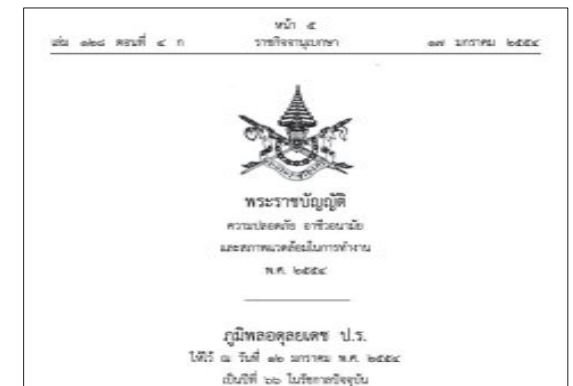 หน้า ๕
เล่ม ๑๒๘ ตอนที่ ๔ ก ราชกิจจานุเบกษา ๑๗ มกราคม ๒๕๕๔
พระราชบัญญัติ
ความปลอดภัย อาชีวอนามัย
และสภาพแวดล้อมในการทำงาน
พ.ศ. ๒๕๕๔
ภูมิพลอดุลยเดช ป.ร.
ให้ไว้ ณ วันที่ ๑๒ มกราคม พ.ศ. ๒๕๕๔
เป็นปีที่ ๖๖ ในรัชกาลปัจจุบัน